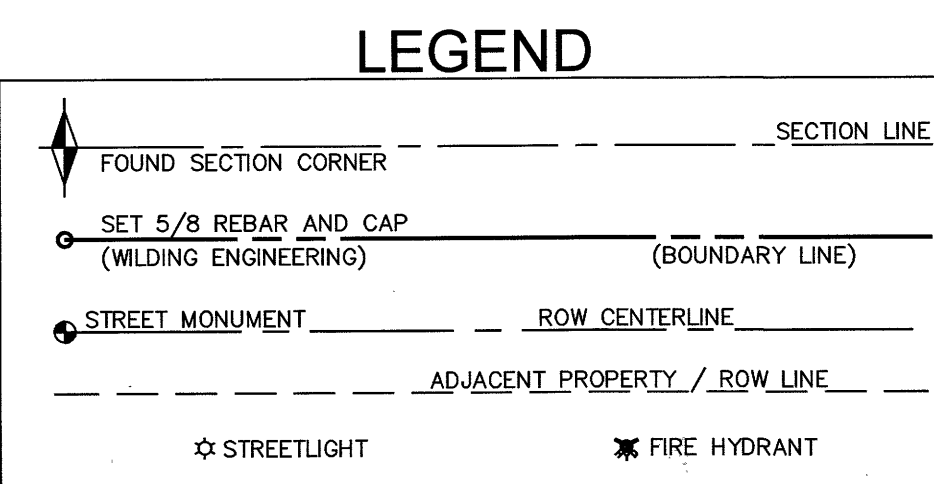 LEGEND
SECTION LINE
FOUND SECTION CORNER
SET 5/8 REBAR AND CAP
(WILDING ENGINEERING) (BOUNDARY LINE)
STREET MONUMENT ROW CENTERLINE
ADJACENT PROPERTY / ROW LINE
STREETLIGHT FIRE HYDRANT